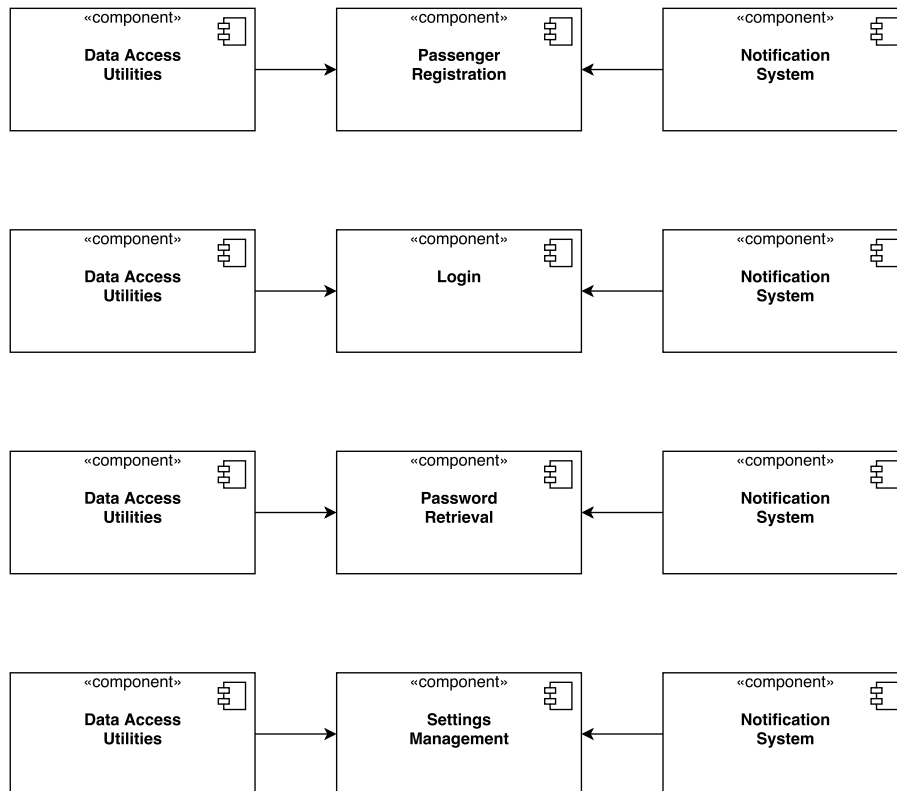 «component»
Data Access
Utilities
«component»
Passenger
Registration
«component»
Notification
System
«component»
Data Access
Utilities
«component»
Login
«component»
Notification
System
«component»
Data Access
Utilities
«component»
Password
Retrieval
«component»
Notification
System
«component»
Data Access
Utilities
«component»
Settings
Management
«component»
Notification
System